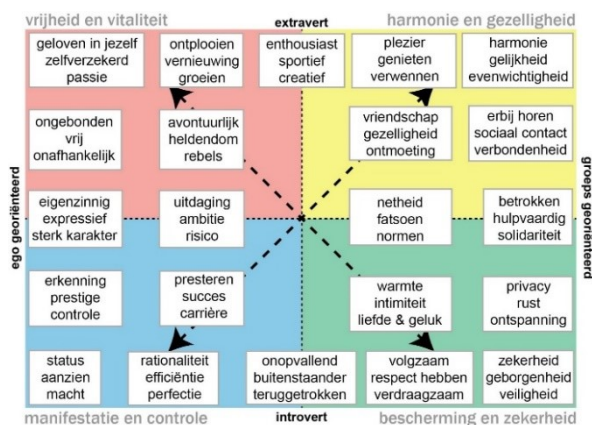 vrijheid en vitaliteit
extravert
harmonie en gezelligheid
geloven in jezelf
zelfverzekerd
passie
ontplooien
vernieuwing
groeien
enthousiast
sportief
creatief
plezier
genieten
verwennen
harmonie
gelijkheid
evenwichtigheid
ongebonden
vrij
onafhankelijk
avontuurlijk
heldendom
rebels
vriendschap
gezelligheid
ontmoeting
erbij horen
sociaal contact
verbondenheid
ego georiënteerd
eigenzinnig
expressief
sterk karakter
uitdaging
ambitie
risico
netheid
fatsoen
normen
betrokken
hulpvaardig
solidariteit
groeps georiënteerd
erkenning
prestige
controle
presteren
succes
carrière
warmte
intimiteit
liefde & geluk
privacy
rust
ontspanning
status
aanzien
macht
rationaliteit
efficiëntie
perfectie
onopvallend
buitenstaander
teruggetrokken
volgzaam
respect hebben
verdraagzaam
zekerheid
geborgenheid
veiligheid
manifestatie en controle
introvert
bescherming en zekerheid